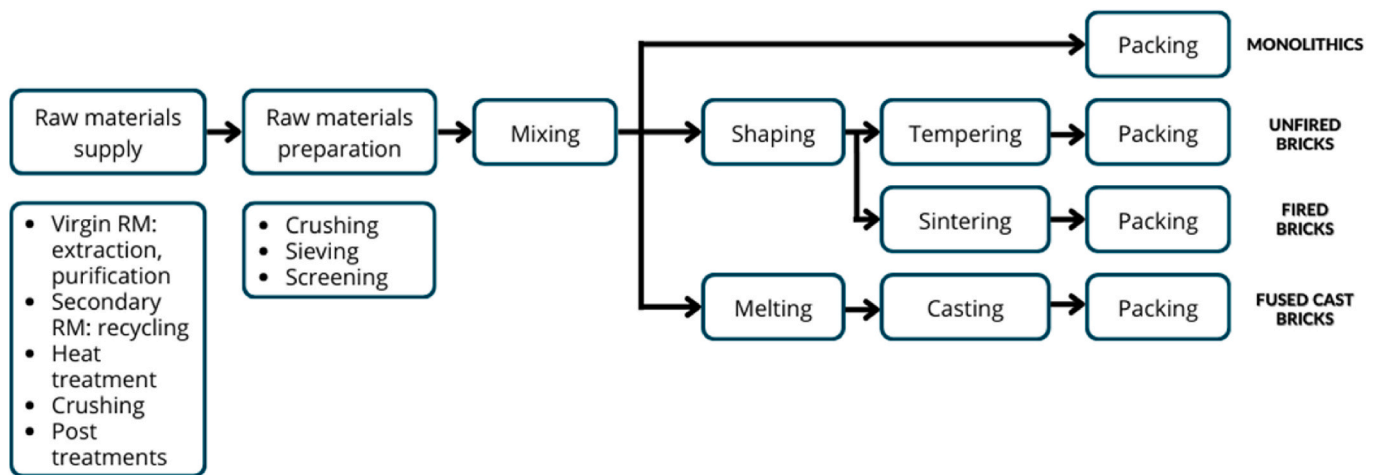 Packing
MONOLITHICS
Raw materials
supply
Raw materials
preparation
Mixing
Shaping
Tempering
Packing
UNFIRED
BRICKS
Sintering
Packing
FIRED
BRICKS
Melting
Casting
Packing
FUSED CAST
BRICKS
• Virgin RM:
extraction,
purification
• Secondary
RM: recycling
• Heat
treatment
• Crushing
• Post
treatments
• Crushing
• Sieving
• Screening